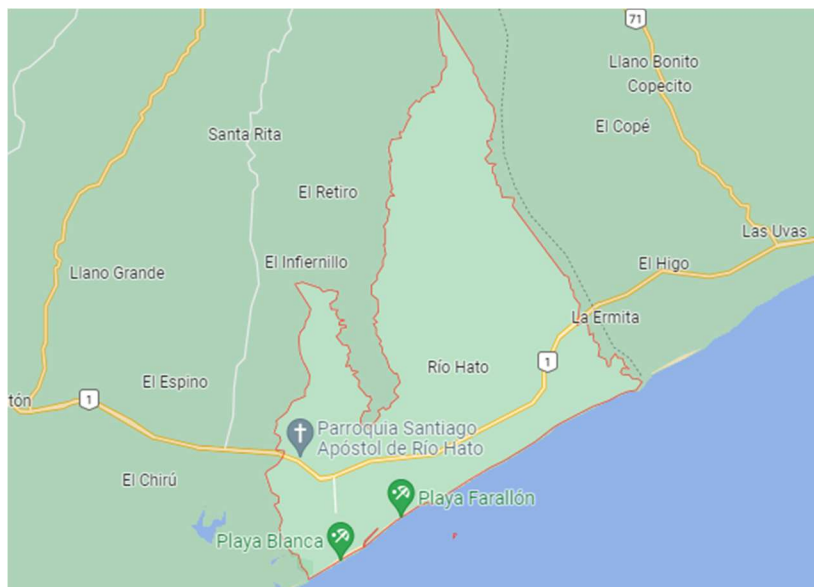 71
Llano Bonito
Copecito
El Copé
Santa Rita
El Retiro
Las Uvas
El Higo
El Infiernillo
Llano Grande
La Ermita
1
Río Hato
El Espino
tón
1
Parroquia Santiago
Apóstol de Río Hato
El Chirú
Playa Farallón
Playa Blanca